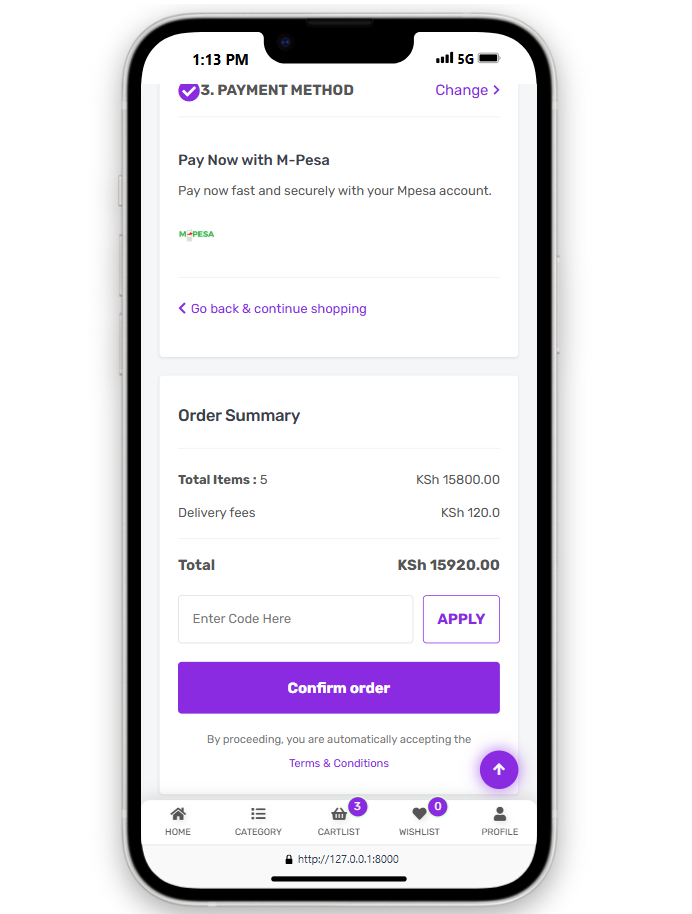 1:13 PM 5G
3. PAYMENT METHOD Change
Pay Now with M-Pesa
Pay now fast and securely with your Mpesa account.
M-PESA
Go back & continue shopping
Order Summary
Total Items : 5 KSh 15800.00
Delivery fees KSh 120.0
Total KSh 15920.00
Enter Code Here APPLY
Confirm order
By proceeding, you are automatically accepting the
Terms & Conditions
3 0
HOME CATEGORY CARTLIST WISHLIST PROFILE
http://127.0.0.1:8000